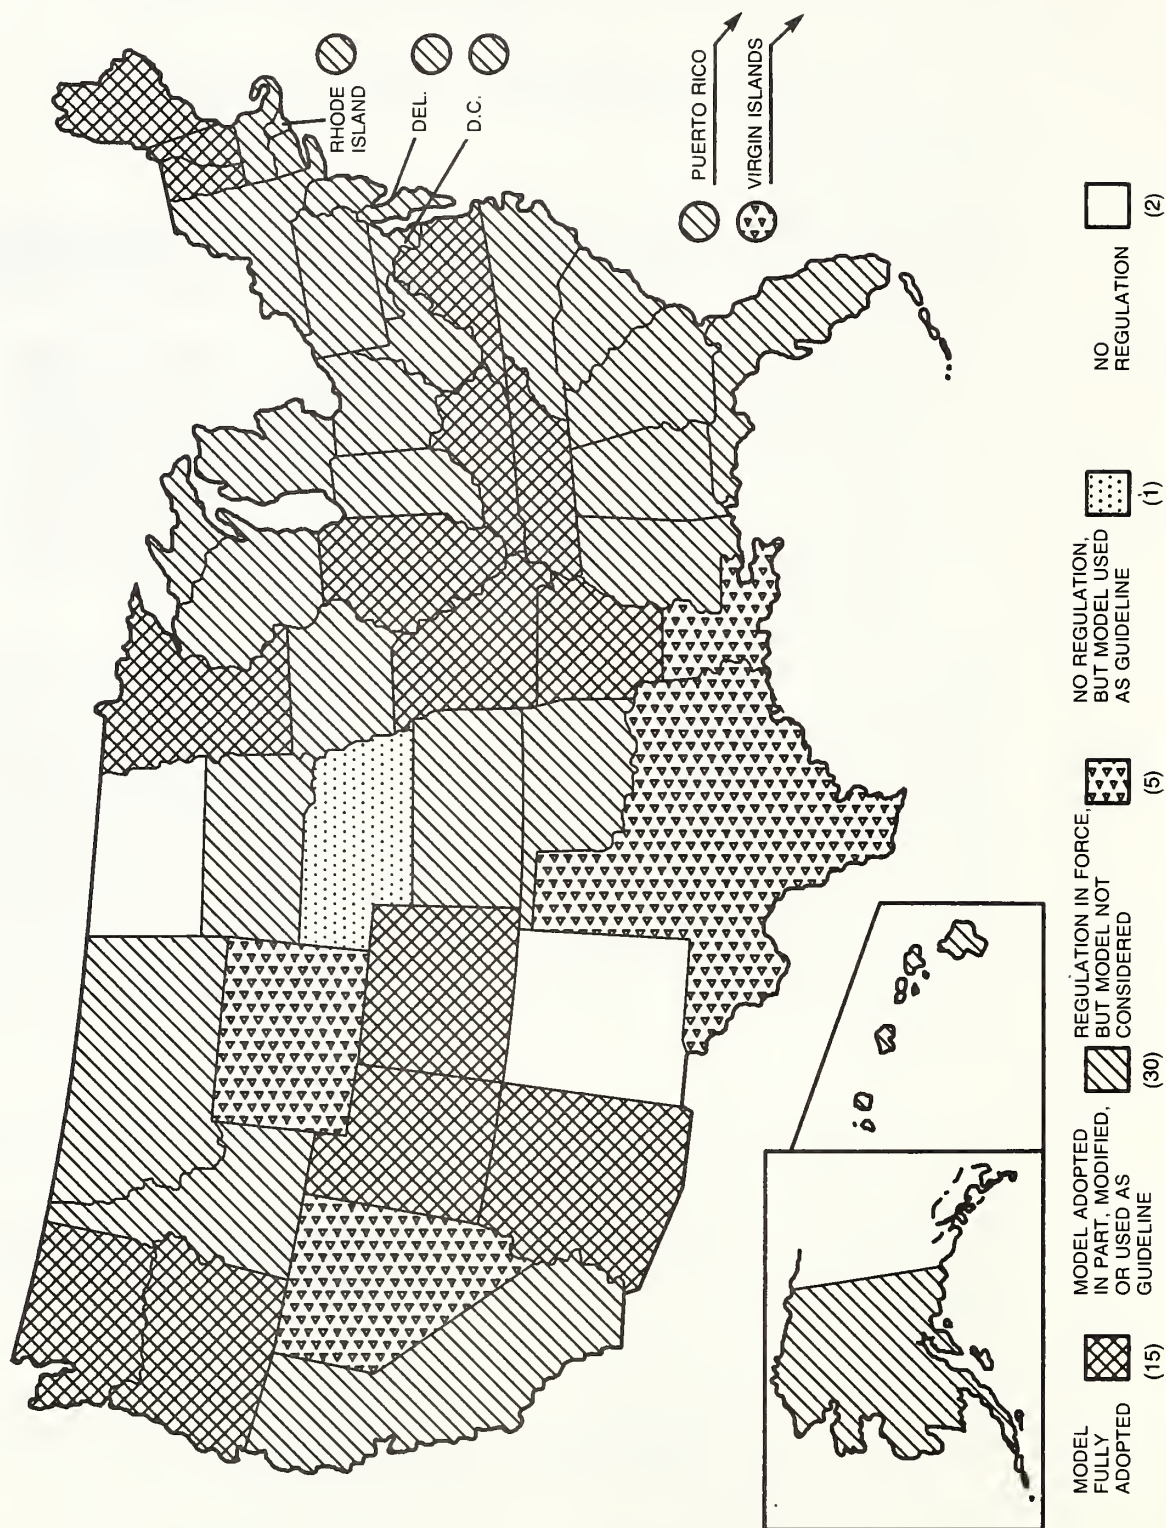 RHODE
ISLAND
DEL.
D.C.
PUERTO RICO
VIRGIN ISLANDS
MODEL
FULLY
ADOPTED
(15)
MODEL ADOPTED
IN PART, MODIFIED,
OR USED AS
GUIDELINE
(30)
REGULATION IN FORCE,
BUT MODEL NOT
CONSIDERED
(5)
NO REGULATION,
BUT MODEL USED
AS GUIDELINE
(1)
NO
REGULATION
(2)